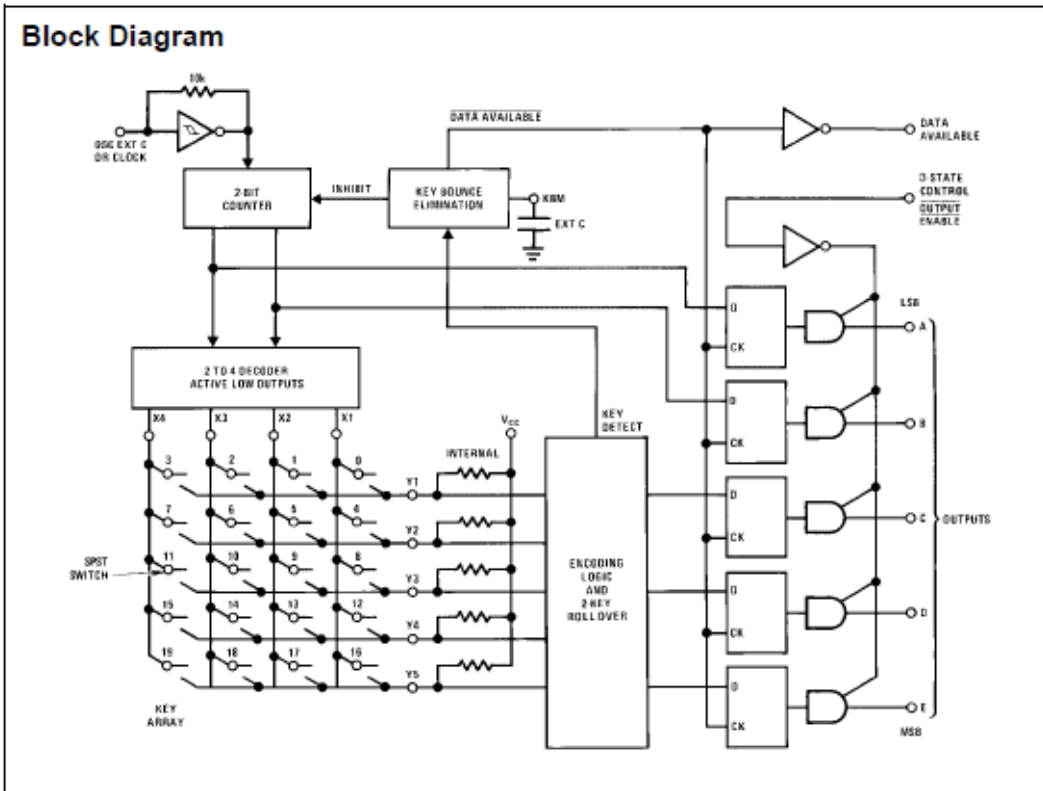 Block Diagram
10k
OSC EXT C
OR CLOCK
DATA AVAILABLE
DATA
AVAILABLE
2-BIT
COUNTER
INHIBIT
KEY BOUNCE
ELIMINATION
KBM
EXT C
3-STATE
CONTROL
OUTPUT
ENABLE
LSB
D
A
CK
2 TO 4 DECODER
ACTIVE LOW OUTPUTS
D
B
CK
X4 X3 X2 X1
VCC
KEY
DETECT
INTERNAL
3 2 1 0 Y1
7 6 5 4 Y2
SPST
SWITCH
11 10 9 8 Y3
15 14 13 12 Y4
19 18 17 16 Y5
KEY
ARRAY
ENCODING
LOGIC
AND
2-KEY
ROLL OVER
D
C
CK
OUTPUTS
D
D
CK
D
E
CK
MSB